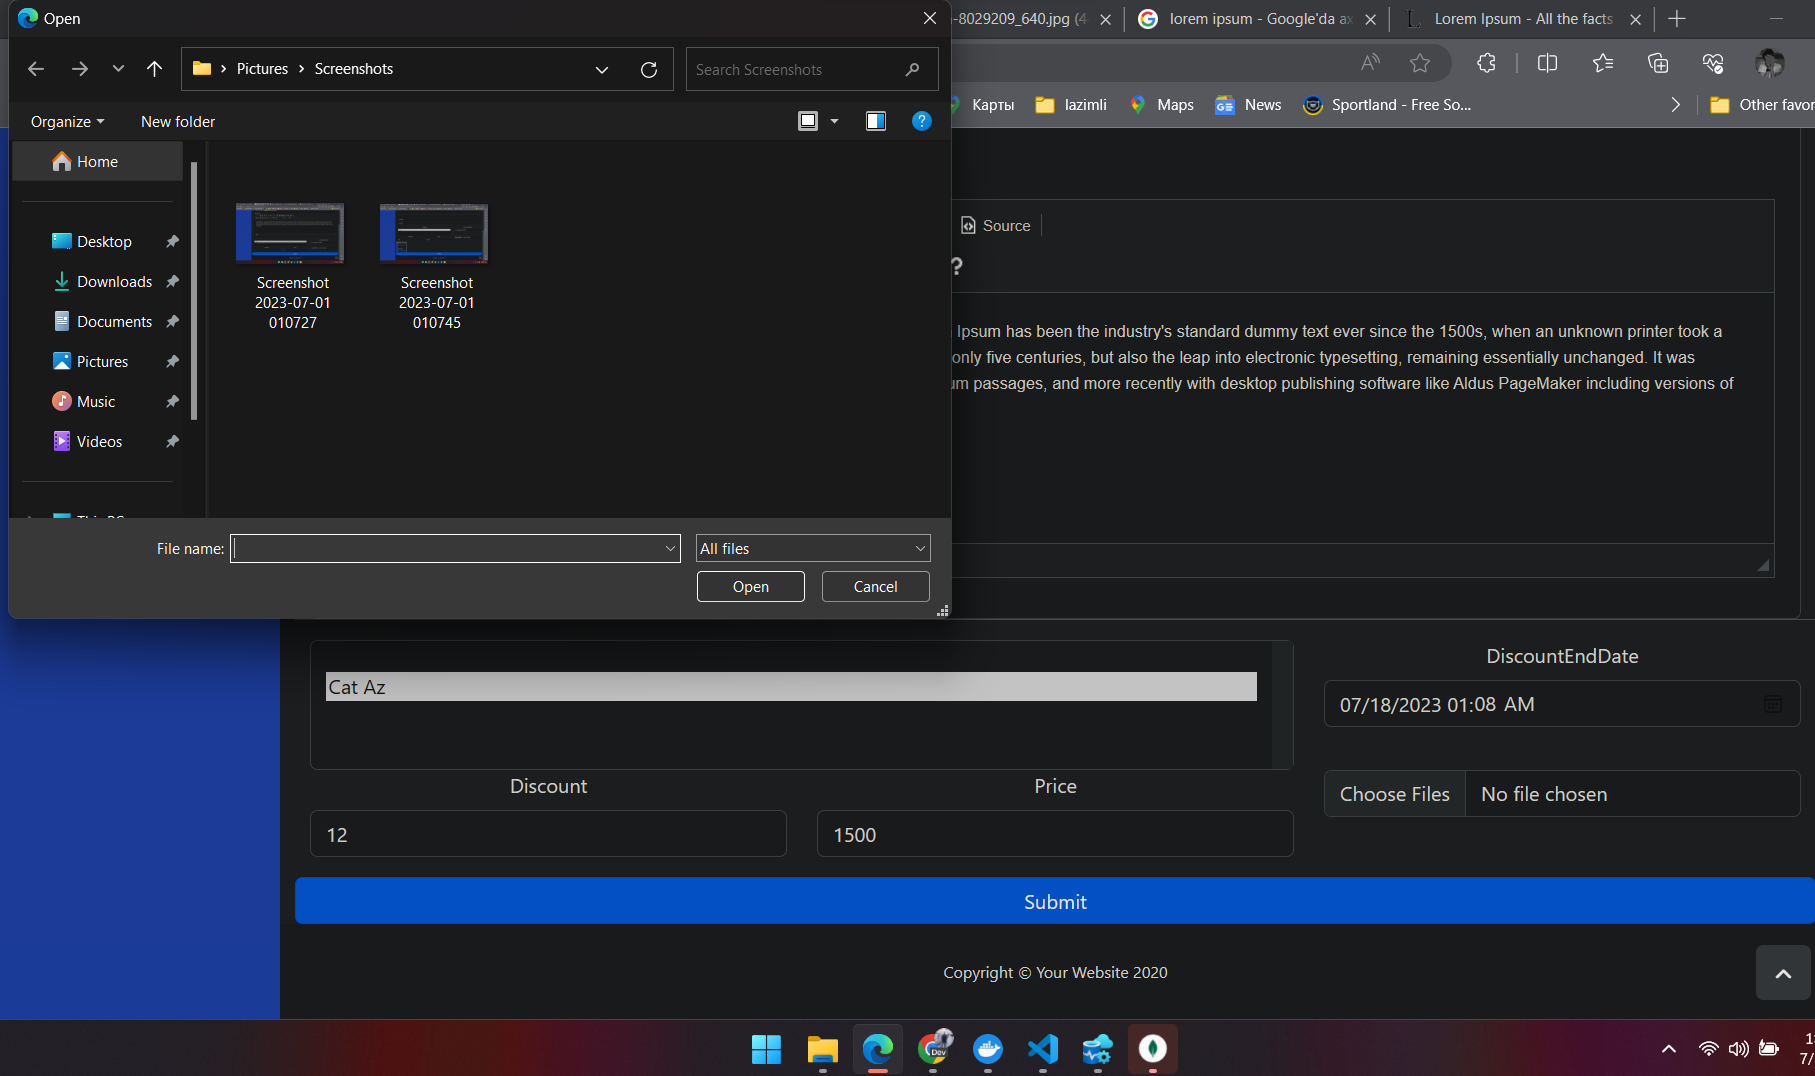 Open
-8029209_640.jpg (4
lorem ipsum - Google'da ax
Lorem Ipsum - All the facts
Pictures > Screenshots
Search Screenshots
Карты
lazimli
Maps
News
Sportland - Free So...
Other favor
Organize
New folder
Home
Desktop
Downloads
Documents
Pictures
Music
Videos
Screenshot
2023-07-01
010727
Screenshot
2023-07-01
010745
Source
Ipsum has been the industry's standard dummy text ever since the 1500s, when an unknown printer took a
only five centuries, but also the leap into electronic typesetting, remaining essentially unchanged. It was
um passages, and more recently with desktop publishing software like Aldus PageMaker including versions of
File name:
All files
Open
Cancel
Cat Az
DiscountEndDate
07/18/2023 01:08 AM
Discount
Price
Choose Files
No file chosen
12
1500
Submit
Copyright © Your Website 2020
Dev
7/